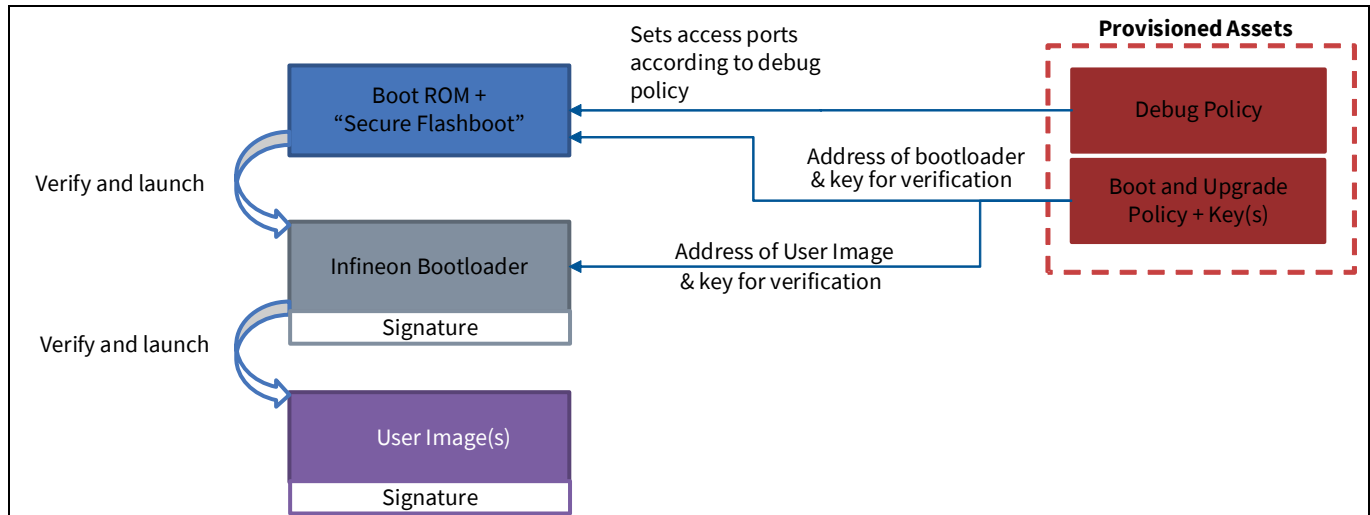 Provisioned Assets
Sets access ports
according to debug
policy
Boot ROM +
“Secure Flashboot”
Debug Policy
Verify and launch
Address of bootloader
& key for verification
Boot and Upgrade
Policy + Key(s)
Infineon Bootloader
Address of User Image
& key for verification
Signature
Verify and launch
User Image(s)
Signature